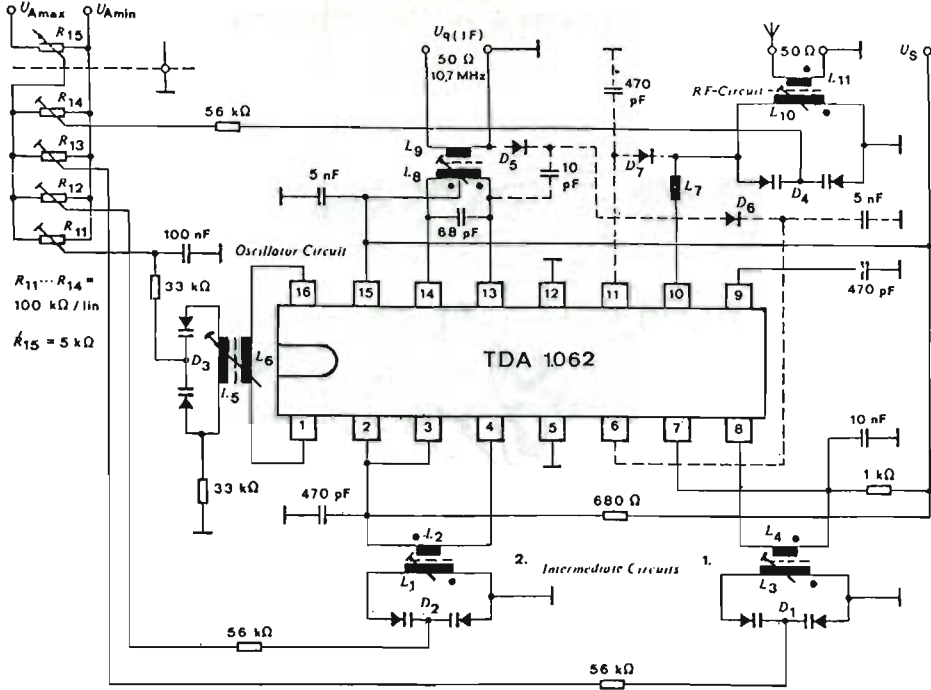 UAmax UAmin
R15
R14
R13
R12
R11
R11...R14 =
100 kΩ/lin
R15 = 5 kΩ
56 kΩ
Uq(IF)
50 Ω
10,7 MHz
L9
L8
D5
10 pF
5 nF
68 pF
470 pF
D7
L7
D6
50 Ω
L11
RF-Circuit
L10
D4
5 nF
US
470 pF
100 nF
33 kΩ
Oscillator Circuit
D3
L5
L6
33 kΩ
16 15 14 13 12 11 10 9
TDA 1062
1 2 3 4 5 6 7 8
10 nF
1 kΩ
470 pF
680 Ω
L2
L1
D2
2. Intermediate Circuits 1.
L4
L3
D1
56 kΩ
56 kΩ